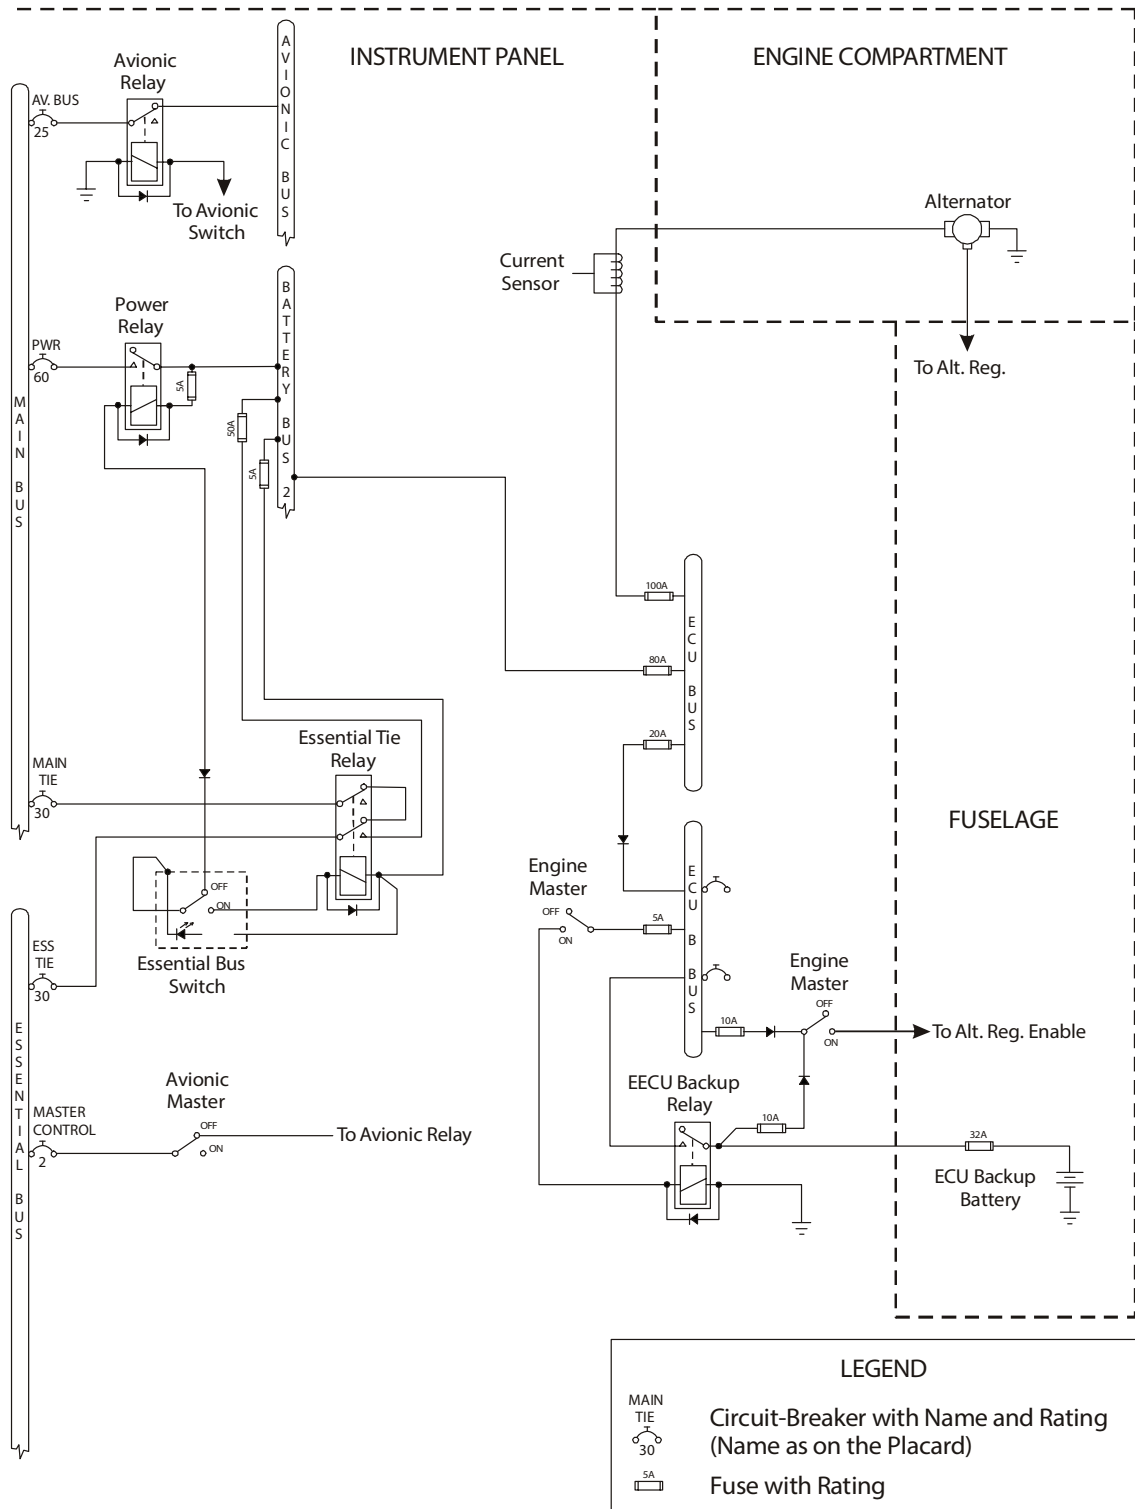 INSTRUMENT PANEL
ENGINE COMPARTMENT
AVIONIC BUS
Avionic
Relay
AV. BUS
25
To Avionic
Switch
Alternator
Current
Sensor
To Alt. Reg.
BATTERY BUS 2
Power
Relay
PWR
60
5A
50A
5A
MAIN BUS
100A
80A
20A
ECU BUS
Essential Tie
Relay
MAIN
TIE
30
FUSELAGE
OFF
ON
Essential Bus
Switch
ESS
TIE
30
Engine
Master
OFF
ON
5A
ECU B BUS
Engine
Master
OFF
ON
10A
To Alt. Reg. Enable
ESSENTIAL BUS
Avionic
Master
MASTER
CONTROL
2
OFF
ON
To Avionic Relay
EECU Backup
Relay
10A
32A
ECU Backup
Battery
LEGEND
MAIN
TIE
30
Circuit-Breaker with Name and Rating
(Name as on the Placard)
5A
Fuse with Rating